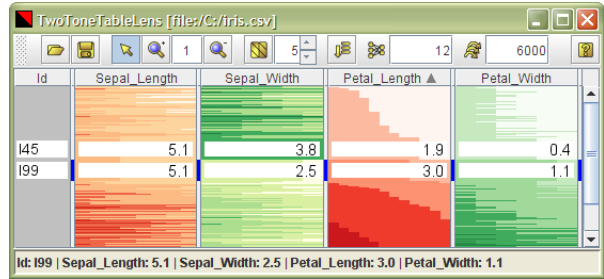 TwoToneTableLens [file:/C:/iris.csv]
1 5 12 6000
Id Sepal_Length Sepal_Width Petal_Length Petal_Width
I45 5.1 3.8 1.9 0.4
I99 5.1 2.5 3.0 1.1
Id: I99 | Sepal_Length: 5.1 | Sepal_Width: 2.5 | Petal_Length: 3.0 | Petal_Width: 1.1